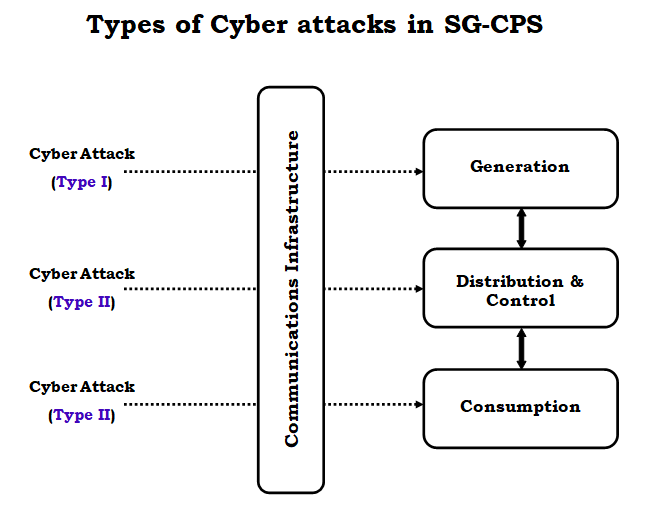 Types of Cyber attacks in SG-CPS
Cyber Attack
(Type I)
Cyber Attack
(Type II)
Cyber Attack
(Type II)
Communications Infrastructure
Generation
Distribution &
Control
Consumption